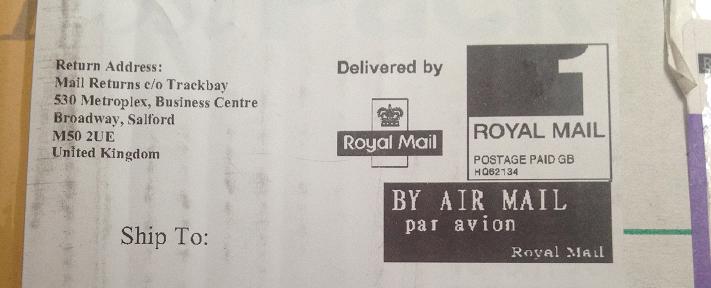 Return Address:
Mail Returns c/o Trackbay
530 Metroplex, Business Centre
Broadway, Salford
M50 2UE
United Kingdom
Delivered by
Royal Mail
1
ROYAL MAIL
POSTAGE PAID GB
HQ62134
BY AIR MAIL
par avion
Royal Mail
Ship To: